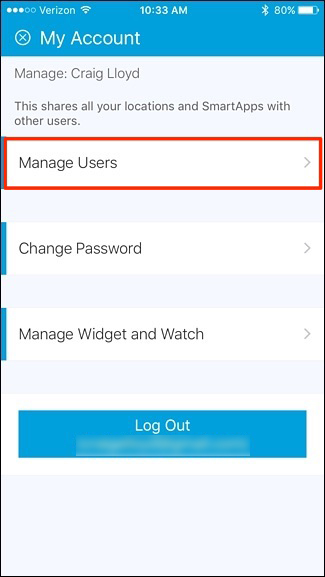 Verizon 10:33 AM 80%
My Account
Manage: Craig Lloyd
This shares all your locations and SmartApps with
other users.
Manage Users
Change Password
Manage Widget and Watch
Log Out